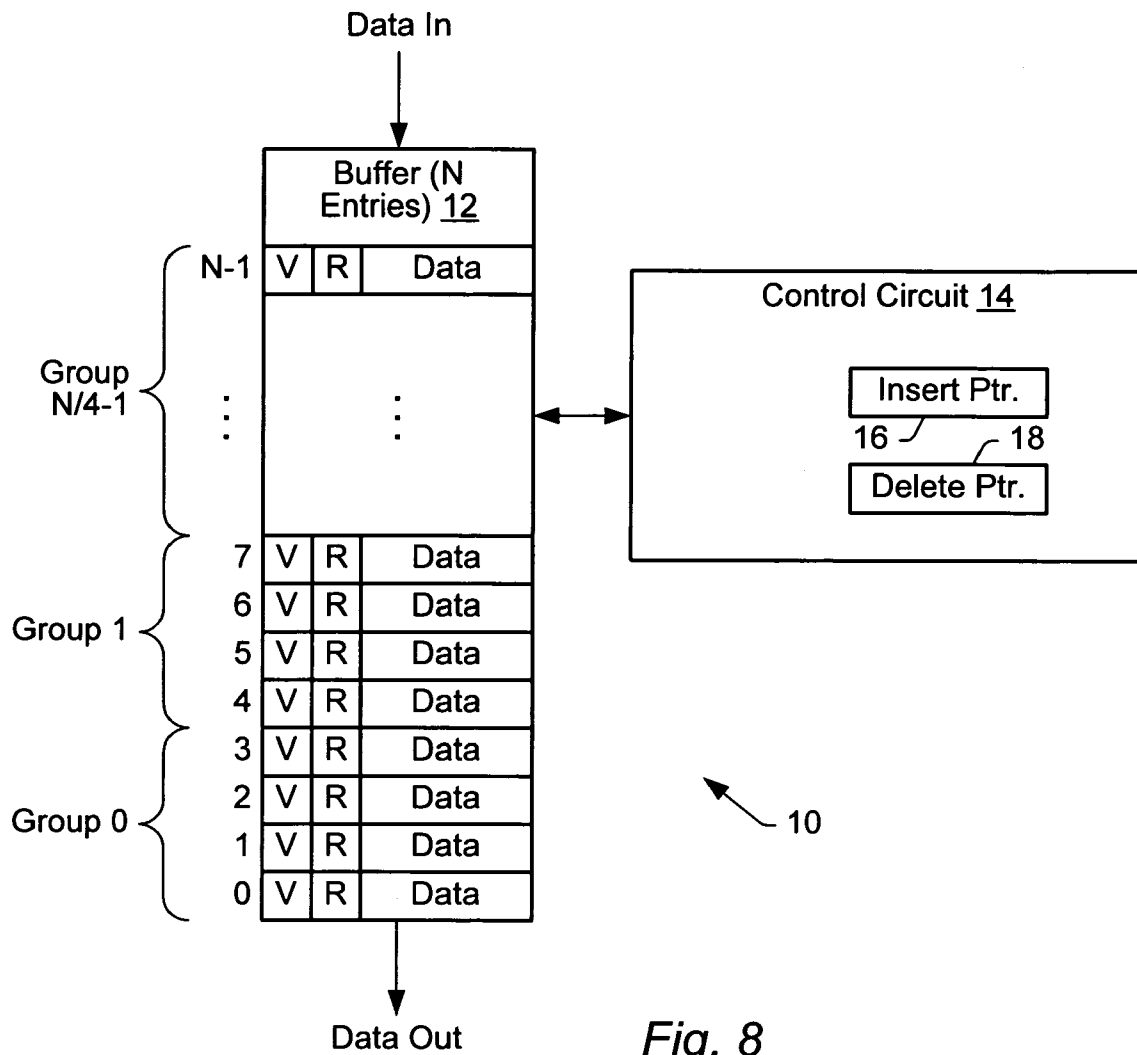 Data In
Buffer (N
Entries) 12
N-1 V R Data
Control Circuit 14
Group
N/4-1
Insert Ptr.
16
18
Delete Ptr.
7 V R Data
6 V R Data
Group 1
5 V R Data
4 V R Data
3 V R Data
2 V R Data
Group 0
1 V R Data
0 V R Data
10
Data Out
Fig. 8